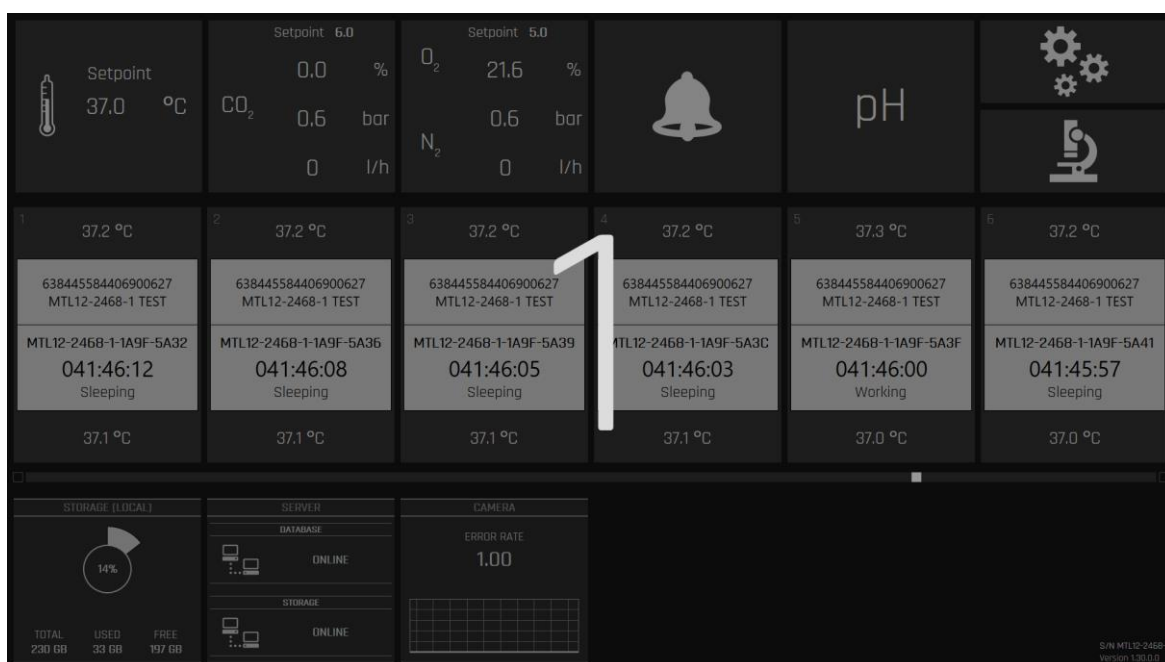 Setpoint
37.0 °C
Setpoint 6.0
CO₂
0.0 %
0.6 bar
0 l/h
Setpoint 5.0
O₂ 21.6 %
0.6 bar
N₂
0 l/h
pH
1 37.2 °C
638445584406900627
MTL12-2468-1 TEST
MTL12-2468-1-1A9F-5A32
041:46:12
Sleeping
37.1 °C
2 37.2 °C
638445584406900627
MTL12-2468-1 TEST
MTL12-2468-1-1A9F-5A36
041:46:08
Sleeping
37.1 °C
3 37.2 °C
638445584406900627
MTL12-2468-1 TEST
MTL12-2468-1-1A9F-5A39
041:46:05
Sleeping
37.1 °C
4 37.2 °C
638445584406900627
MTL12-2468-1 TEST
MTL12-2468-1-1A9F-5A3C
041:46:03
Sleeping
37.1 °C
5 37.3 °C
638445584406900627
MTL12-2468-1 TEST
MTL12-2468-1-1A9F-5A3F
041:46:00
Working
37.0 °C
6 37.2 °C
638445584406900627
MTL12-2468-1 TEST
MTL12-2468-1-1A9F-5A41
041:45:57
Sleeping
37.0 °C
1
STORAGE (LOCAL)
14%
TOTAL USED FREE
230 GB 33 GB 197 GB
SERVER
DATABASE
ONLINE
STORAGE
ONLINE
CAMERA
ERROR RATE
1.00
S/N MTL12-2468
Version 1.30.0.0